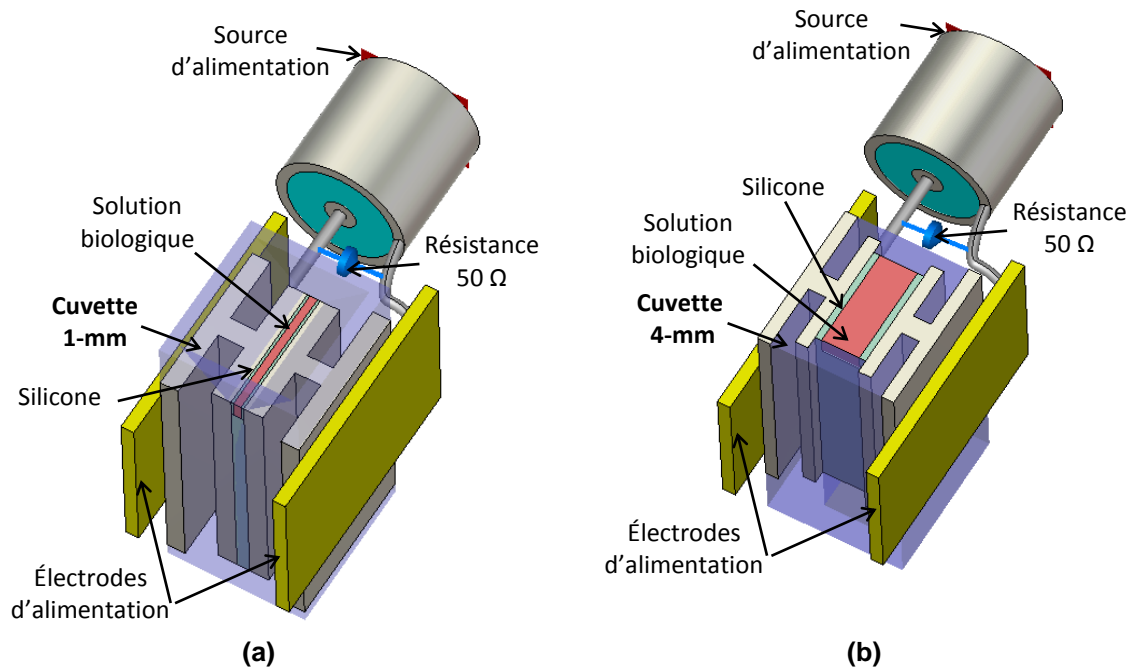 Source
d'alimentation
Solution
biologique
Résistance
50 Ω
Cuvette
1-mm
Silicone
Électrodes
d'alimentation
(a)
Source
d'alimentation
Silicone
Solution
biologique
Résistance
50 Ω
Cuvette
4-mm
Électrodes
d'alimentation
(b)